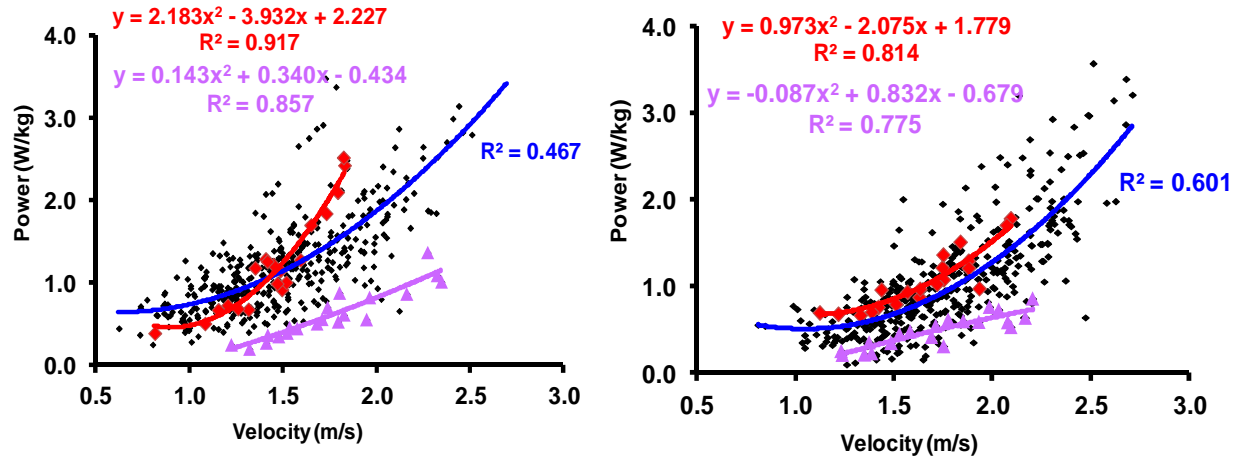 y = 2.183x² - 3.932x + 2.227
R² = 0.917
y = 0.143x² + 0.340x - 0.434
R² = 0.857
R² = 0.467
4.0
3.0
2.0
1.0
0.0
Power (W/kg)
0.5 1.0 1.5 2.0 2.5 3.0
Velocity (m/s)
y = 0.973x² - 2.075x + 1.779
R² = 0.814
y = -0.087x² + 0.832x - 0.679
R² = 0.775
R² = 0.601
4.0
3.0
2.0
1.0
0.0
Power (W/kg)
0.5 1.0 1.5 2.0 2.5 3.0
Velocity (m/s)